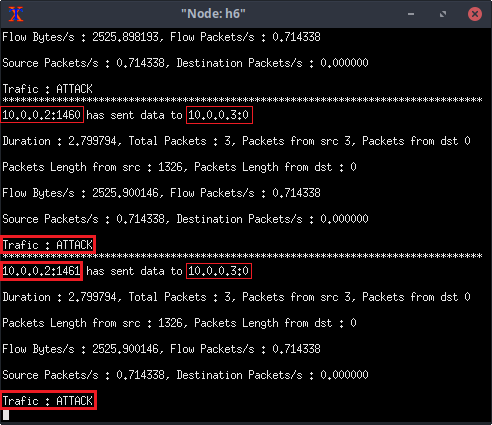 "Node: h6"
Flow Bytes/s : 2525.898193, Flow Packets/s : 0.714338
Source Packets/s : 0.714338, Destination Packets/s : 0.000000
Trafic : ATTACK
********************************************************************************
10.0.0.2:1460 has sent data to 10.0.0.3:0
Duration : 2.799794, Total Packets : 3, Packets from src 3, Packets from dst 0
Packets Length from src : 1326, Packets Length from dst : 0
Flow Bytes/s : 2525.900146, Flow Packets/s : 0.714338
Source Packets/s : 0.714338, Destination Packets/s : 0.000000
Trafic : ATTACK
********************************************************************************
10.0.0.2:1461 has sent data to 10.0.0.3:0
Duration : 2.799794, Total Packets : 3, Packets from src 3, Packets from dst 0
Packets Length from src : 1326, Packets Length from dst : 0
Flow Bytes/s : 2525.900146, Flow Packets/s : 0.714338
Source Packets/s : 0.714338, Destination Packets/s : 0.000000
Trafic : ATTACK